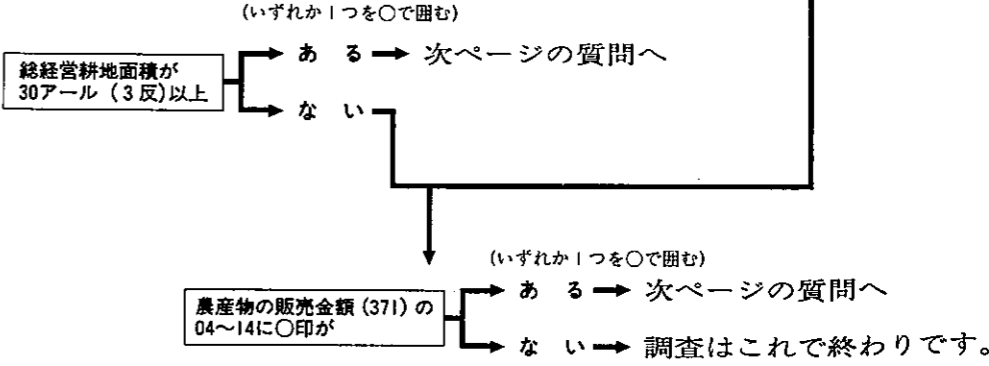 (いずれか1つを○で囲む)
総経営耕地面積が
30アール(3反)以上
ある
次ページの質問へ
ない
(いずれか1つを○で囲む)
農産物の販売金額(371)の
04~14に○印が
ある
次ページの質問へ
ない
調査はこれで終わりです。